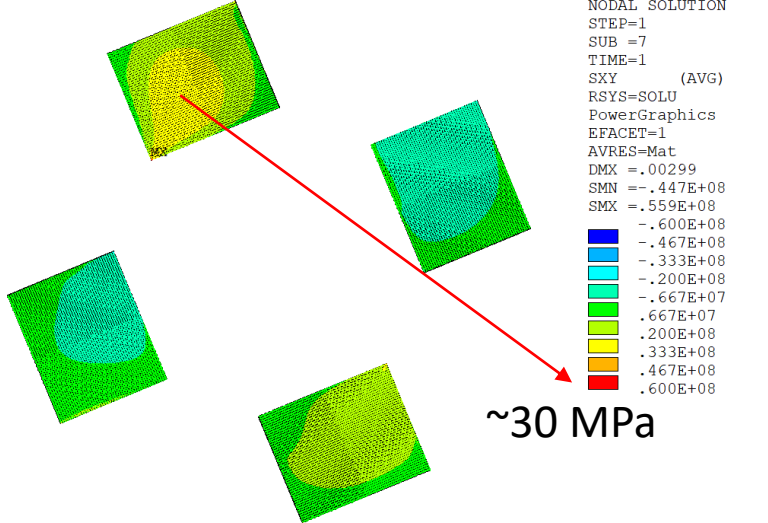 NODAL SOLUTION
STEP=1
SUB =7
TIME=1
SXY (AVG)
RSYS=SOLU
PowerGraphics
EFACET=1
AVRES=Mat
DMX =.00299
SMN =-.447E+08
SMX =.559E+08
-.600E+08
-.467E+08
-.333E+08
-.200E+08
-.667E+07
.667E+07
.200E+08
.333E+08
.467E+08
.600E+08
MX
~30 MPa